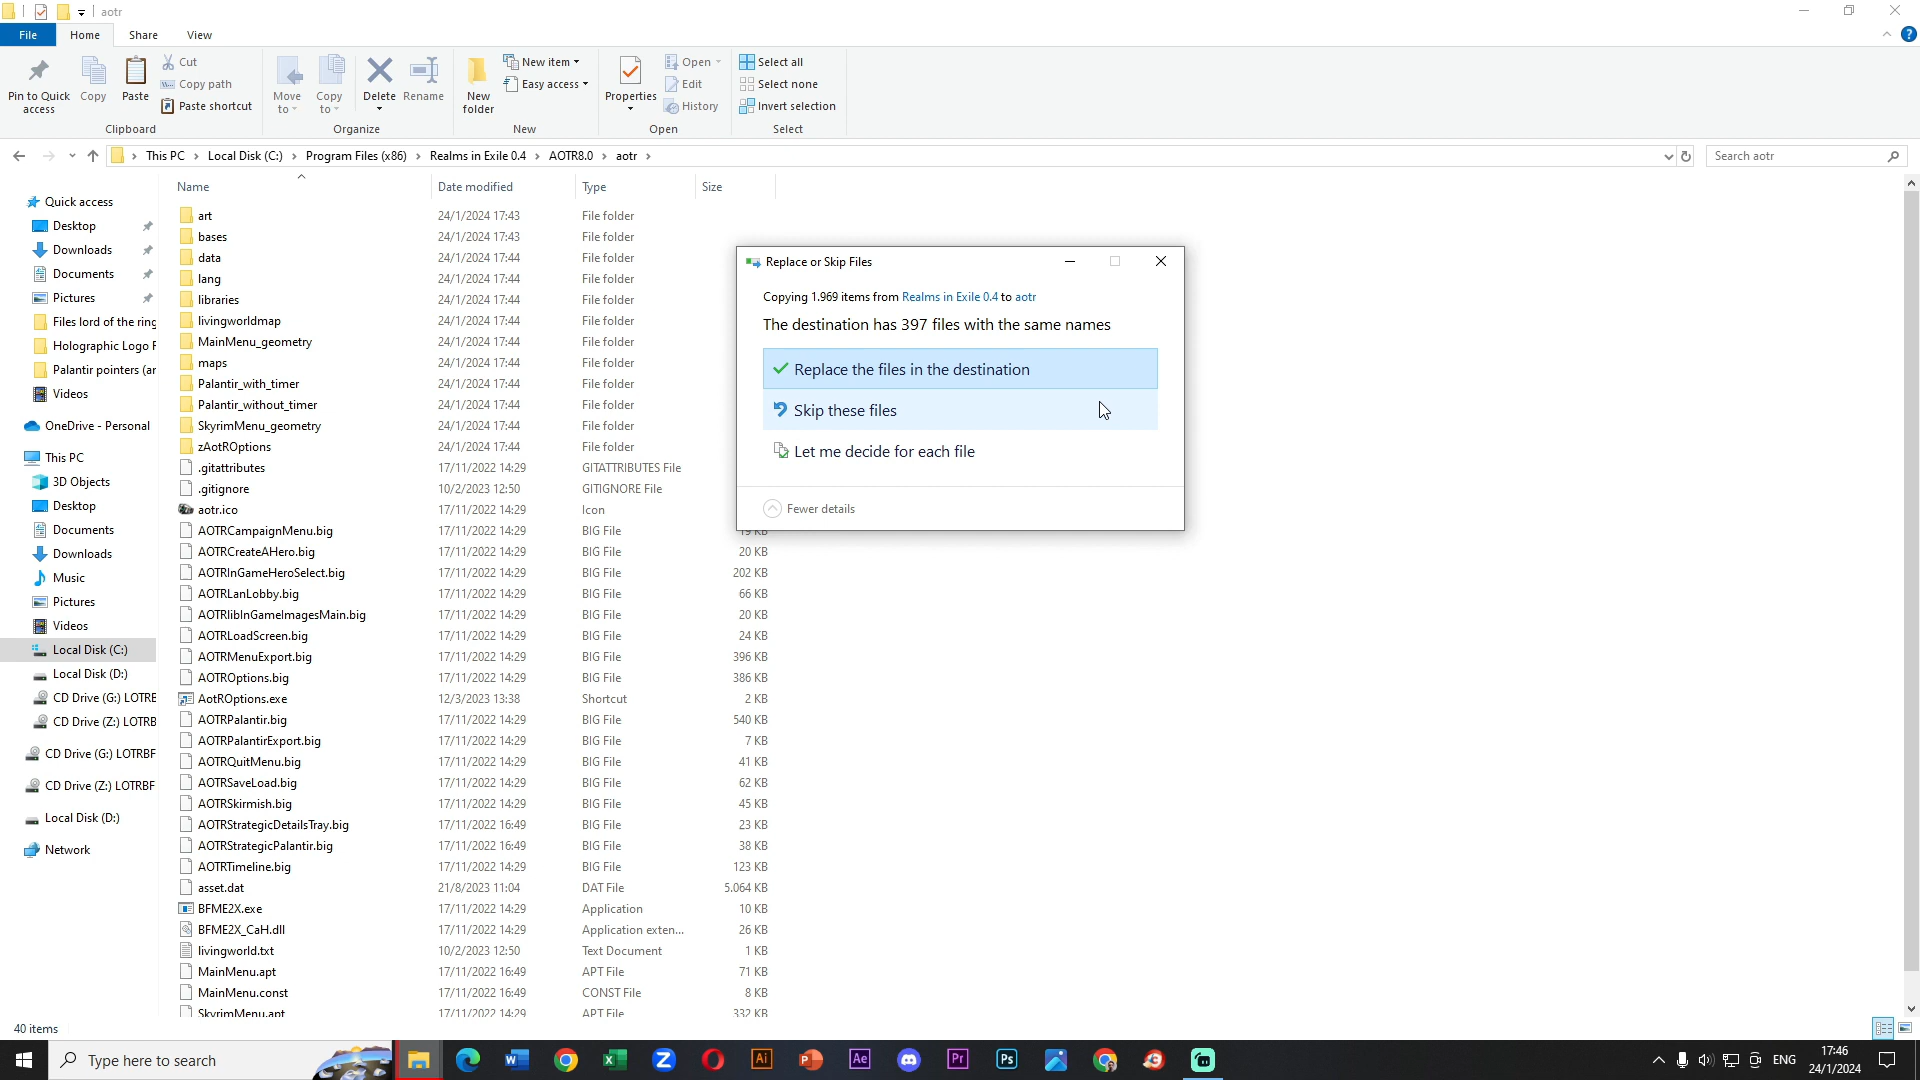 aotr
File Home Share View
Pin to Quick access
Copy
Paste
Cut
Copy path
Paste shortcut
Clipboard
Move to
Copy to
Delete
Rename
Organize
New folder
New item
Easy access
New
Properties
Open
Edit
History
Open
Select all
Select none
Invert selection
Select
This PC Local Disk (C:) Program Files (x86) Realms in Exile 0.4 AOTR8.0 aotr
Search aotr
Quick access
Desktop
Downloads
Documents
Pictures
Files lord of the ring
Holographic Logo F
Palantir pointers (ar
Videos
OneDrive - Personal
This PC
3D Objects
Desktop
Documents
Downloads
Music
Pictures
Videos
Local Disk (C:)
Local Disk (D:)
CD Drive (G:) LOTRE
CD Drive (Z:) LOTRB
CD Drive (G:) LOTRBF
CD Drive (Z:) LOTRBF
Local Disk (D:)
Network
Name Date modified Type Size
art 24/1/2024 17:43 File folder
bases 24/1/2024 17:43 File folder
data 24/1/2024 17:44 File folder
lang 24/1/2024 17:44 File folder
libraries 24/1/2024 17:44 File folder
livingworldmap 24/1/2024 17:44 File folder
MainMenu_geometry 24/1/2024 17:44 File folder
maps 24/1/2024 17:44 File folder
Palantir_with_timer 24/1/2024 17:44 File folder
Palantir_without_timer 24/1/2024 17:44 File folder
SkyrimMenu_geometry 24/1/2024 17:44 File folder
zAotROptions 24/1/2024 17:44 File folder
.gitattributes 17/11/2022 14:29 GITATTRIBUTES File
.gitignore 10/2/2023 12:50 GITIGNORE File
aotr.ico 17/11/2022 14:29 Icon
AOTRCampaignMenu.big 17/11/2022 14:29 BIG File 19 KB
AOTRCreateAHero.big 17/11/2022 14:29 BIG File 20 KB
AOTRInGameHeroSelect.big 17/11/2022 14:29 BIG File 202 KB
AOTRLanLobby.big 17/11/2022 14:29 BIG File 66 KB
AOTRlibInGameImagesMain.big 17/11/2022 14:29 BIG File 20 KB
AOTRLoadScreen.big 17/11/2022 14:29 BIG File 24 KB
AOTRMenuExport.big 17/11/2022 14:29 BIG File 396 KB
AOTROptions.big 17/11/2022 14:29 BIG File 386 KB
AotROptions.exe 12/3/2023 13:38 Shortcut 2 KB
AOTRPalantir.big 17/11/2022 14:29 BIG File 540 KB
AOTRPalantirExport.big 17/11/2022 14:29 BIG File 7 KB
AOTRQuitMenu.big 17/11/2022 14:29 BIG File 41 KB
AOTRSaveLoad.big 17/11/2022 14:29 BIG File 62 KB
AOTRSkirmish.big 17/11/2022 14:29 BIG File 45 KB
AOTRStrategicDetailsTray.big 17/11/2022 16:49 BIG File 23 KB
AOTRStrategicPalantir.big 17/11/2022 16:49 BIG File 38 KB
AOTRTimeline.big 17/11/2022 14:29 BIG File 123 KB
asset.dat 21/8/2023 11:04 DAT File 5.064 KB
BFME2X.exe 17/11/2022 14:29 Application 10 KB
BFME2X_CaH.dll 17/11/2022 14:29 Application exten... 26 KB
livingworld.txt 10/2/2023 12:50 Text Document 1 KB
MainMenu.apt 17/11/2022 16:49 APT File 71 KB
MainMenu.const 17/11/2022 16:49 CONST File 8 KB
SkyrimMenu.apt 17/11/2022 14:29 APT File 332 KB
Replace or Skip Files
Copying 1.969 items from Realms in Exile 0.4 to aotr
The destination has 397 files with the same names
Replace the files in the destination
Skip these files
Let me decide for each file
Fewer details
40 items
Type here to search
ENG
17:46
24/1/2024